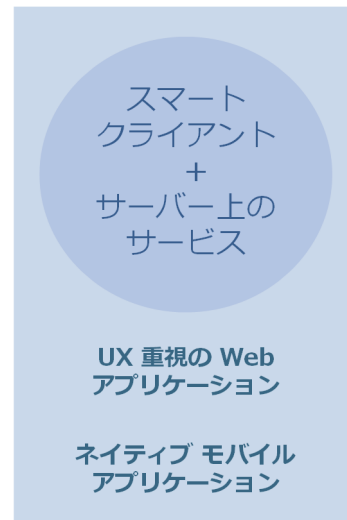 スマート
クライアント
+
サーバー上の
サービス
UX 重視の Web
アプリケーション
ネイティブ モバイル
アプリケーション